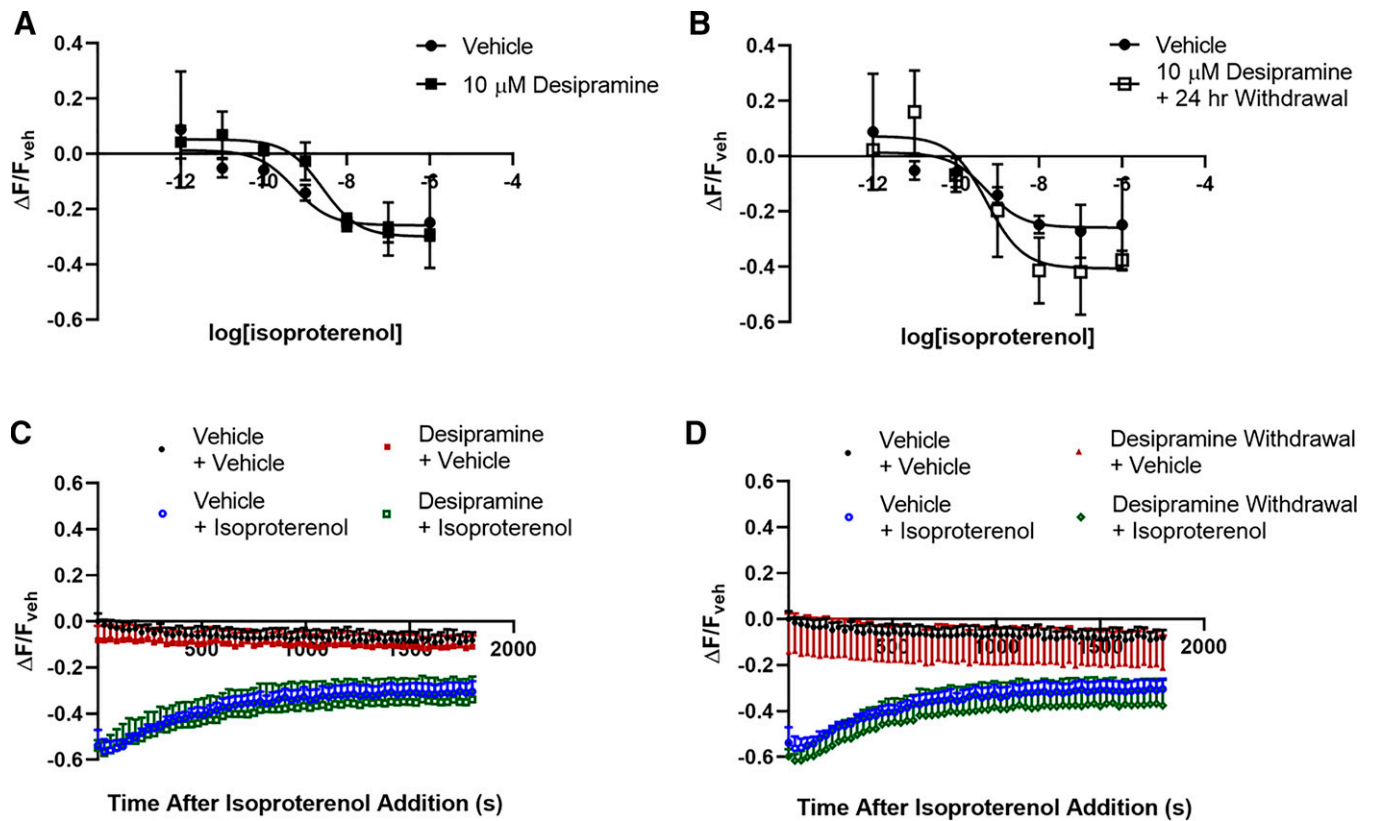 A
0.4
0.2
0.0
-0.2
-0.4
-0.6
ΔF/Fveh
-12
-10
-8
-6
-4
log[isoproterenol]
Vehicle
10 μM Desipramine
B
0.4
0.2
0.0
-0.2
-0.4
-0.6
ΔF/Fveh
-12
-10
-8
-6
-4
log[isoproterenol]
Vehicle
10 μM Desipramine
+ 24 hr Withdrawal
C
Vehicle
+ Vehicle
Desipramine
+ Vehicle
Vehicle
+ Isoproterenol
Desipramine
+ Isoproterenol
0.6
0.4
0.2
0.0
-0.2
-0.4
-0.6
ΔF/Fveh
500
1000
1500
2000
Time After Isoproterenol Addition (s)
D
Vehicle
+ Vehicle
Desipramine Withdrawal
+ Vehicle
Vehicle
+ Isoproterenol
Desipramine Withdrawal
+ Isoproterenol
0.6
0.4
0.2
0.0
-0.2
-0.4
-0.6
ΔF/Fveh
500
1000
1500
2000
Time After Isoproterenol Addition (s)